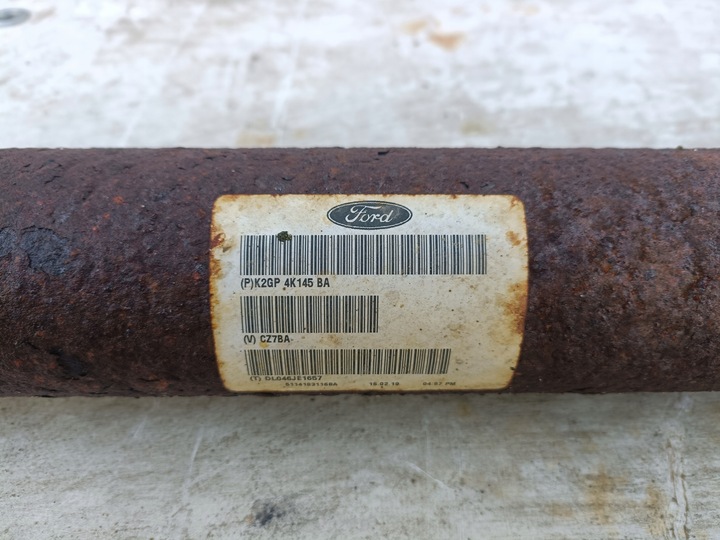 Ford
(P)K2GP 4K145 BA
(V) CZ7BA
(T) DL046JE1657
16.02.19 04:57 PM